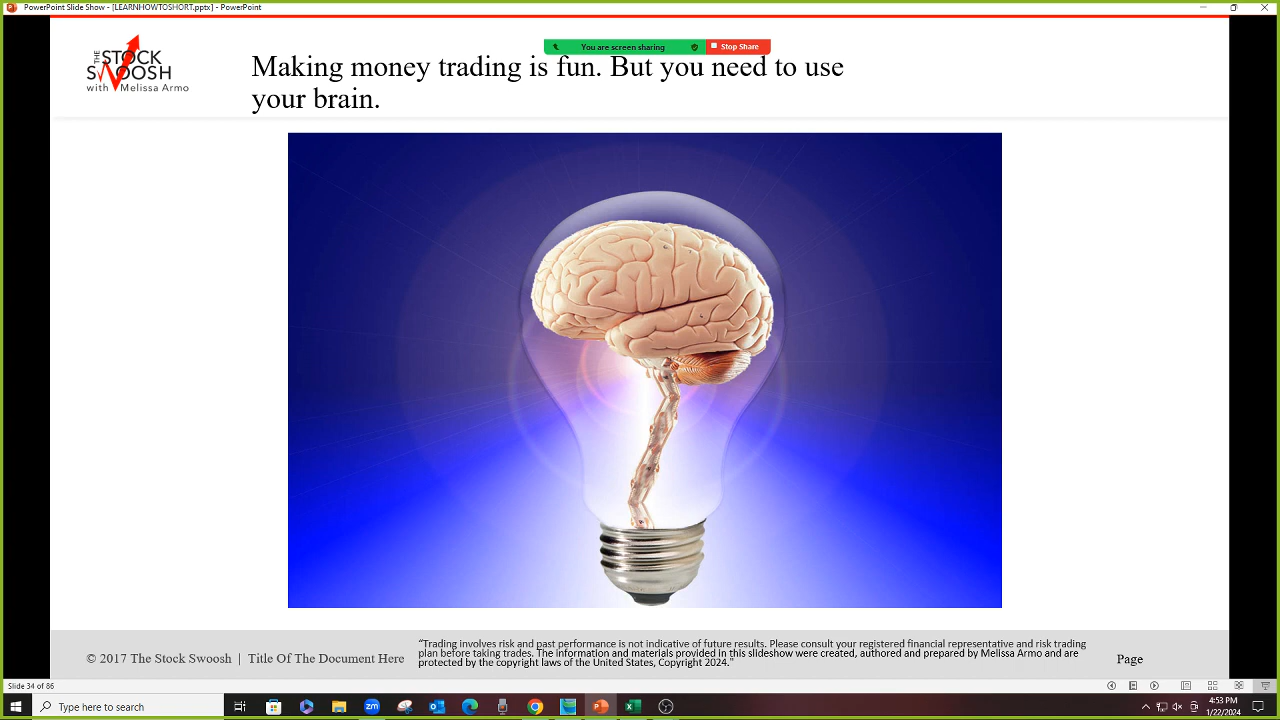 PowerPoint Slide Show - [LEARNHOWTOSHORT.pptx] - PowerPoint
You are screen sharing
Stop Share
THE
STOCK
SWOOSH
with Melissa Armo
Making money trading is fun. But you need to use
your brain.
© 2017 The Stock Swoosh | Title Of The Document Here
"Trading involves risk and past performance is not indicative of future results. Please consult your registered financial representative and risk trading
plan before taking trades. The information and materials provided in this slideshow were created, authored and prepared by Melissa Armo and are
protected by the copyright laws of the United States, Copyright 2024."
Page
Slide 34 of 86
Type here to search
zm
4:53 PM
1/22/2024